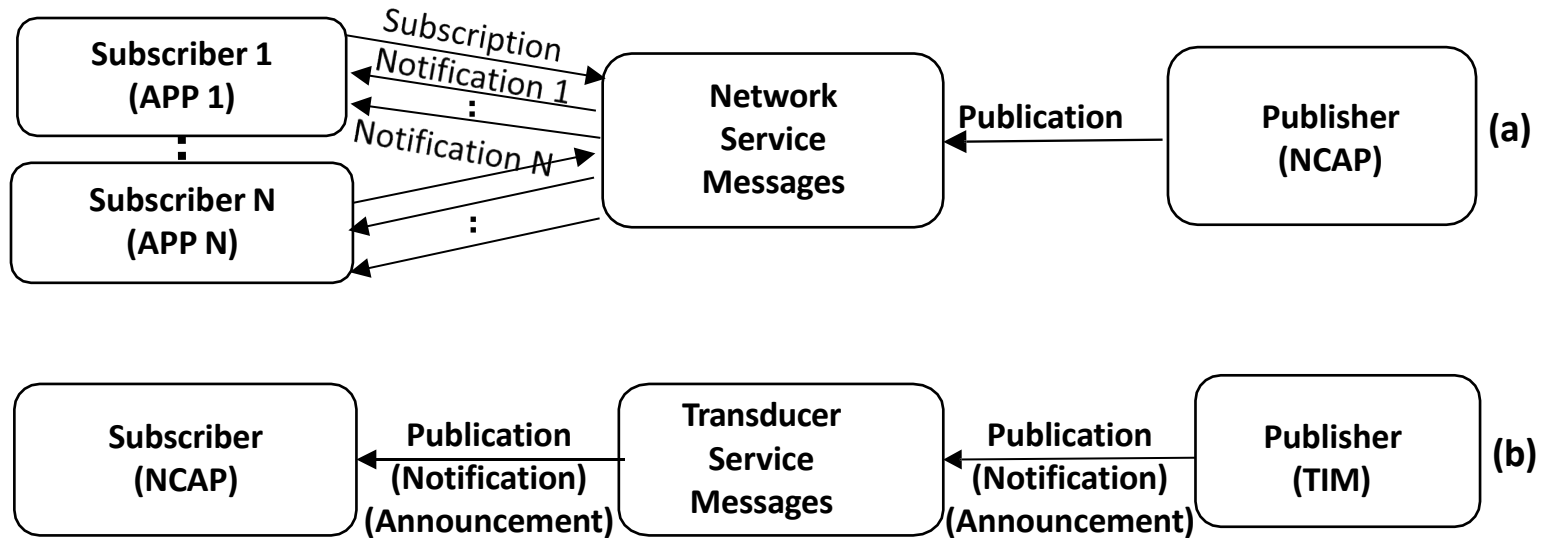 Subscriber 1
(APP 1)
Subscription
Notification 1
:
Notification N
:
Subscriber N
(APP N)
:
Network
Service
Messages
Publication
Publisher
(NCAP)
(a)
Subscriber
(NCAP)
Publication
(Notification)
(Announcement)
Transducer
Service
Messages
Publication
(Notification)
(Announcement)
Publisher
(TIM)
(b)